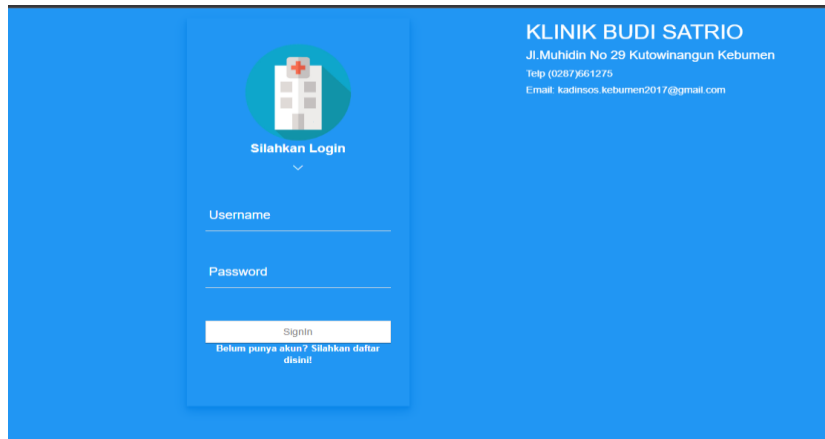 KLINIK BUDI SATRIO
Jl.Muhidin No 29 Kutowinangun Kebumen
Telp (0287)661275
Email: kadinsos.kebumen2017@gmail.com
Silahkan Login
Username
Password
SignIn
Belum punya akun? Silahkan daftar
disini!